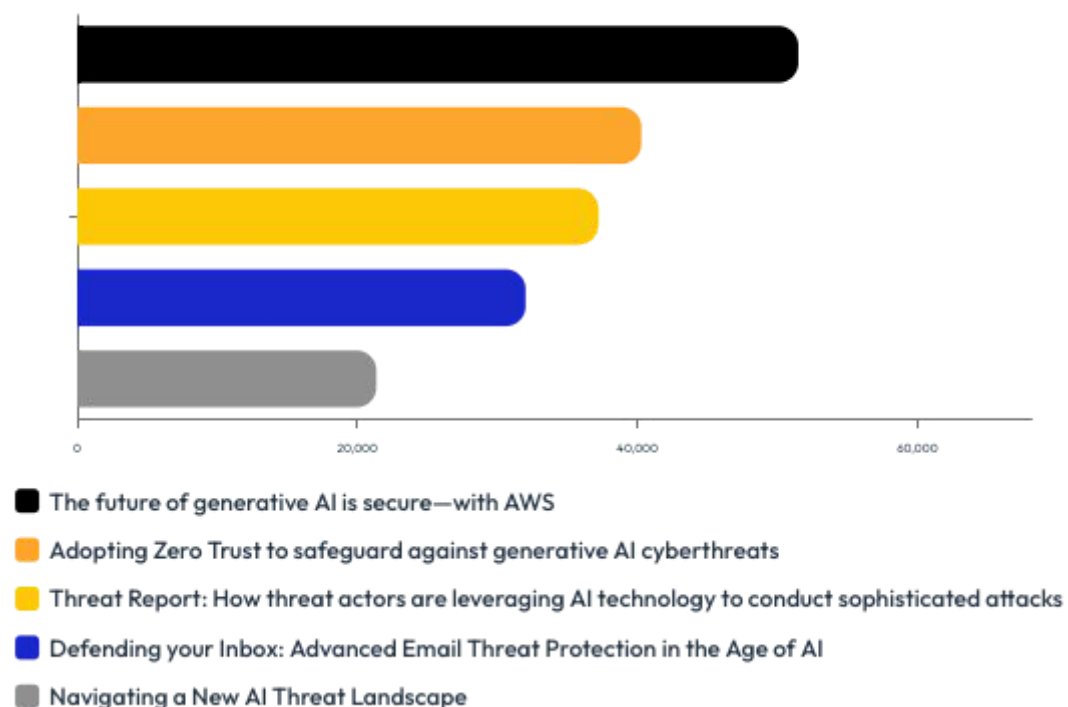 0 20,000 40,000 60,000
The future of generative AI is secure—with AWS
Adopting Zero Trust to safeguard against generative AI cyberthreats
Threat Report: How threat actors are leveraging AI technology to conduct sophisticated attacks
Defending your Inbox: Advanced Email Threat Protection in the Age of AI
Navigating a New AI Threat Landscape